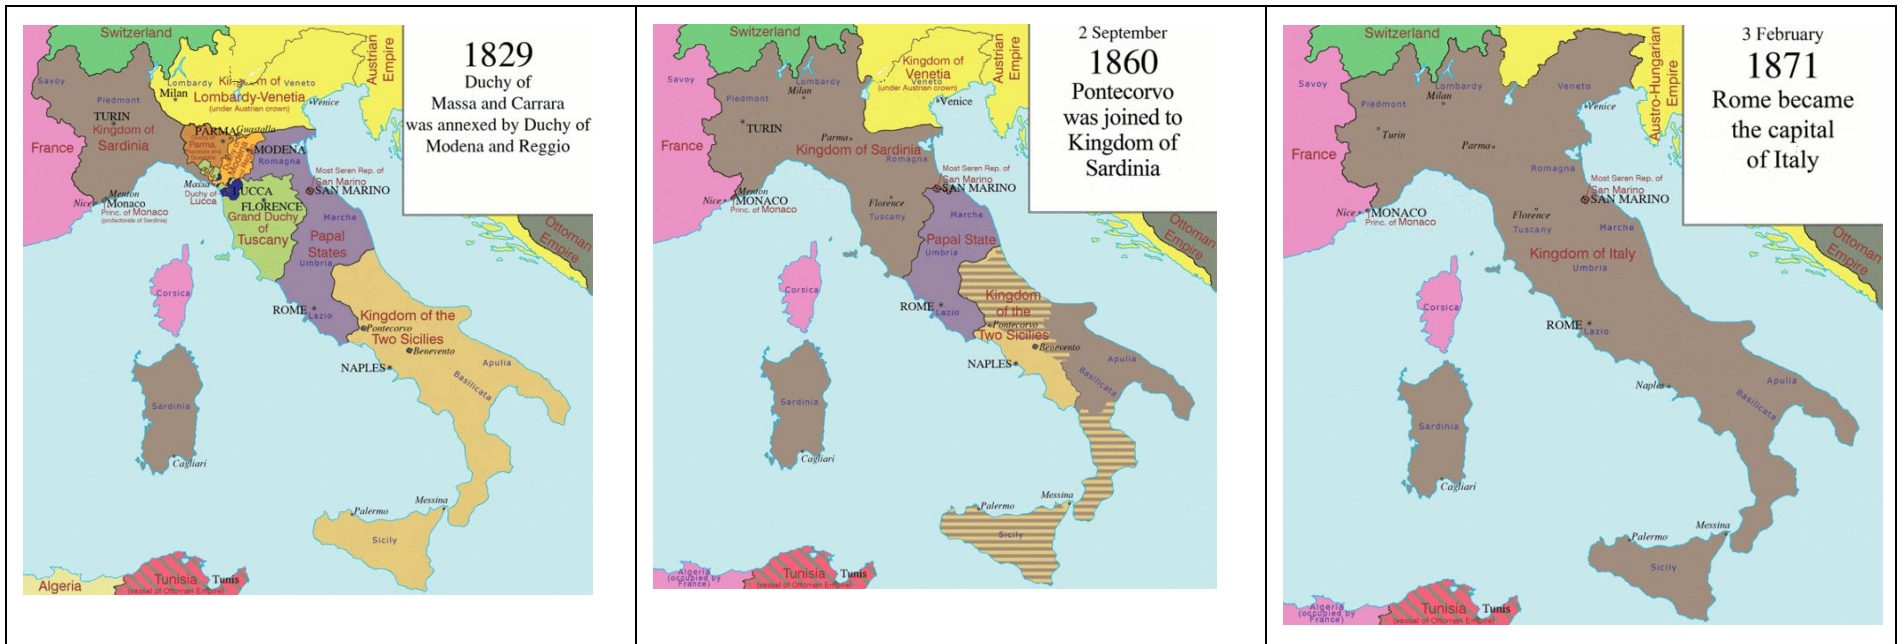 Switzerland
Austrian
Empire
1829
Duchy of
Massa and Carrara
was annexed by Duchy of
Modena and Reggio
Savoy
Lombardy
Veneto
Milan
Lombardy-Venetia
(under Austrian crown)
Venice
Piedmont
TURIN
Kingdom of
Sardinia
France
PARMA
Guastalla
MODENA
Romagna
Most Seren Rep. of
San Marino
SAN MARINO
Massa
Duchy of
Lucca
LUCCA
FLORENCE
Grand Duchy
of
Tuscany
Menton
Nice
Monaco
Princ. of Monaco
(protectorate of Sardinia)
Marche
Papal
States
Umbria
Ottoman
Empire
Corsica
ROME
Lazio
Kingdom of the
Pontecorvo
Two Sicilies
Benevento
NAPLES
Apulia
Basilicata
Sardinia
Cagliari
Messina
Palermo
Sicily
Algeria
Tunisia
Tunis
(vassal of Ottoman Empire)
Switzerland
Austrian
Empire
2 September
1860
Pontecorvo
was joined to
Kingdom of
Sardinia
Savoy
Lombardy
Milan
Kingdom of
Venetia
Veneto
(under Austrian crown)
Venice
Piedmont
TURIN
Parma
Kingdom of Sardinia
Romagna
France
Most Seren Rep. of
San Marino
SAN MARINO
Menton
Nice
MONACO
Princ. of Monaco
Florence
Tuscany
Marche
Papal State
Umbria
Ottoman
Empire
Corsica
ROME
Lazio
Kingdom
of the
Pontecorvo
Two Sicilies
Benevento
NAPLES
Apulia
Basilicata
Sardinia
Cagliari
Messina
Palermo
Sicily
Algeria
(occupied by
France)
Tunisia
Tunis
(vassal of Ottoman Empire)
Switzerland
Austro-Hungarian
Empire
3 February
1871
Rome became
the capital
of Italy
Savoy
Lombardy
Milan
Veneto
Venice
Piedmont
Turin
Parma
France
Romagna
Most Seren Rep. of
San Marino
SAN MARINO
Nice
MONACO
Princ. of Monaco
Florence
Tuscany
Marche
Kingdom of Italy
Umbria
Ottoman
Empire
Corsica
ROME
Lazio
Naples
Apulia
Basilicata
Sardinia
Cagliari
Messina
Palermo
Sicily
Algeria
(occupied by
France)
Tunisia
Tunis
(vassal of Ottoman Empire)